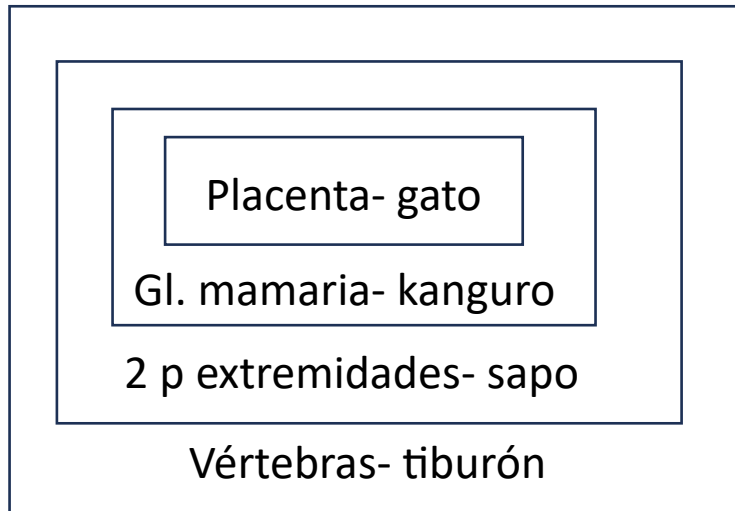 Placenta- gato
Gl. mamaria- kanguro
2 p extremidades- sapo
Vértebras- tiburón